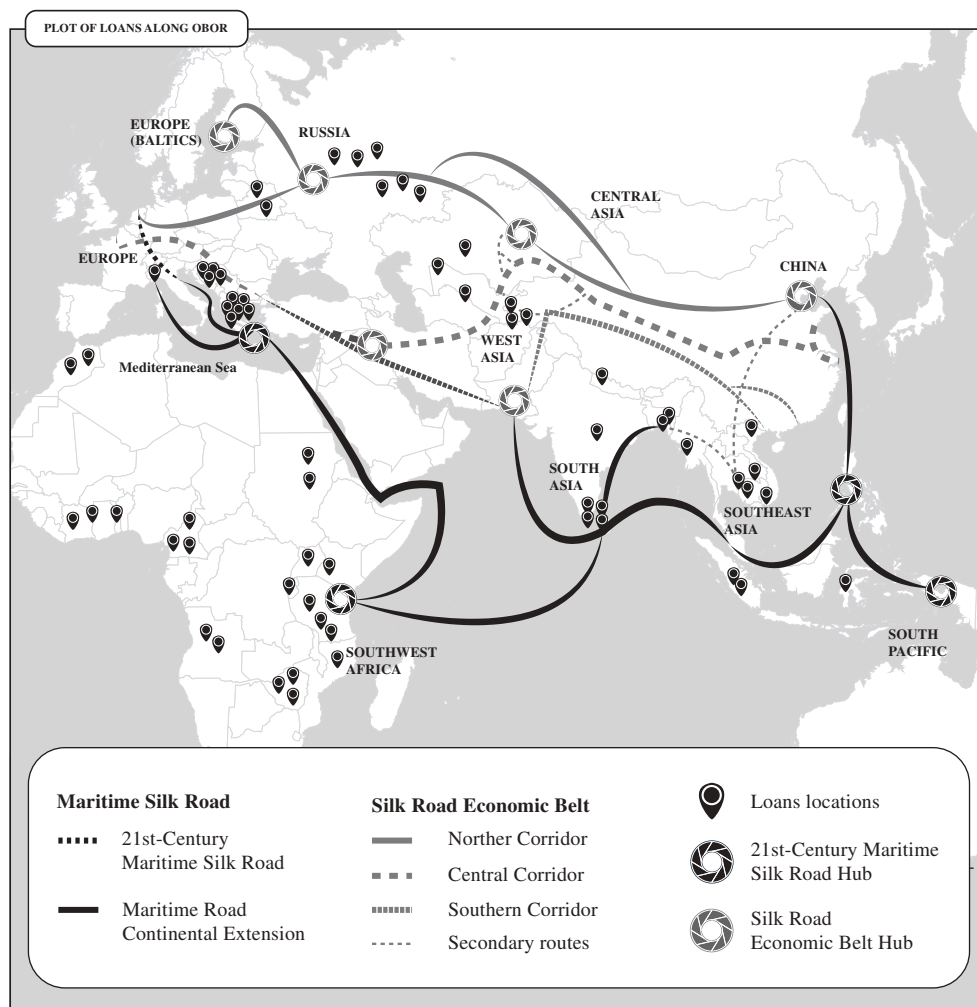 PLOT OF LOANS ALONG OBOR
EUROPE
(BALTICS)
RUSSIA
CENTRAL
ASIA
EUROPE
CHINA
WEST
ASIA
Mediterranean Sea
SOUTH
ASIA
SOUTHEAST
ASIA
SOUTHWEST
AFRICA
SOUTH
PACIFIC
Maritime Silk Road
21st-Century
Maritime Silk Road
Maritime Road
Continental Extension
Silk Road Economic Belt
Norther Corridor
Central Corridor
Southern Corridor
Secondary routes
Loans locations
21st-Century Maritime
Silk Road Hub
Silk Road
Economic Belt Hub